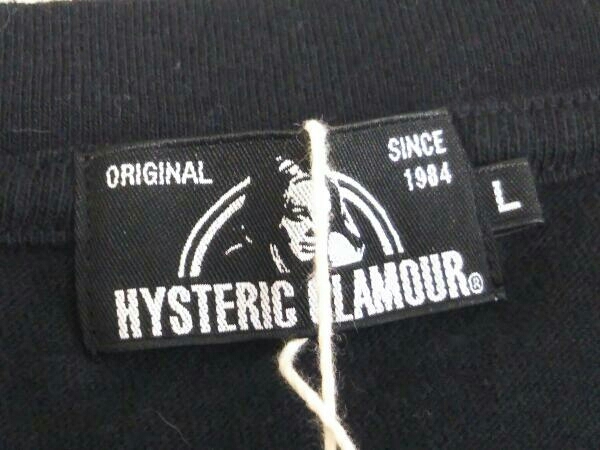 ORIGINAL
SINCE
1984
HYSTERIC GLAMOUR®
L